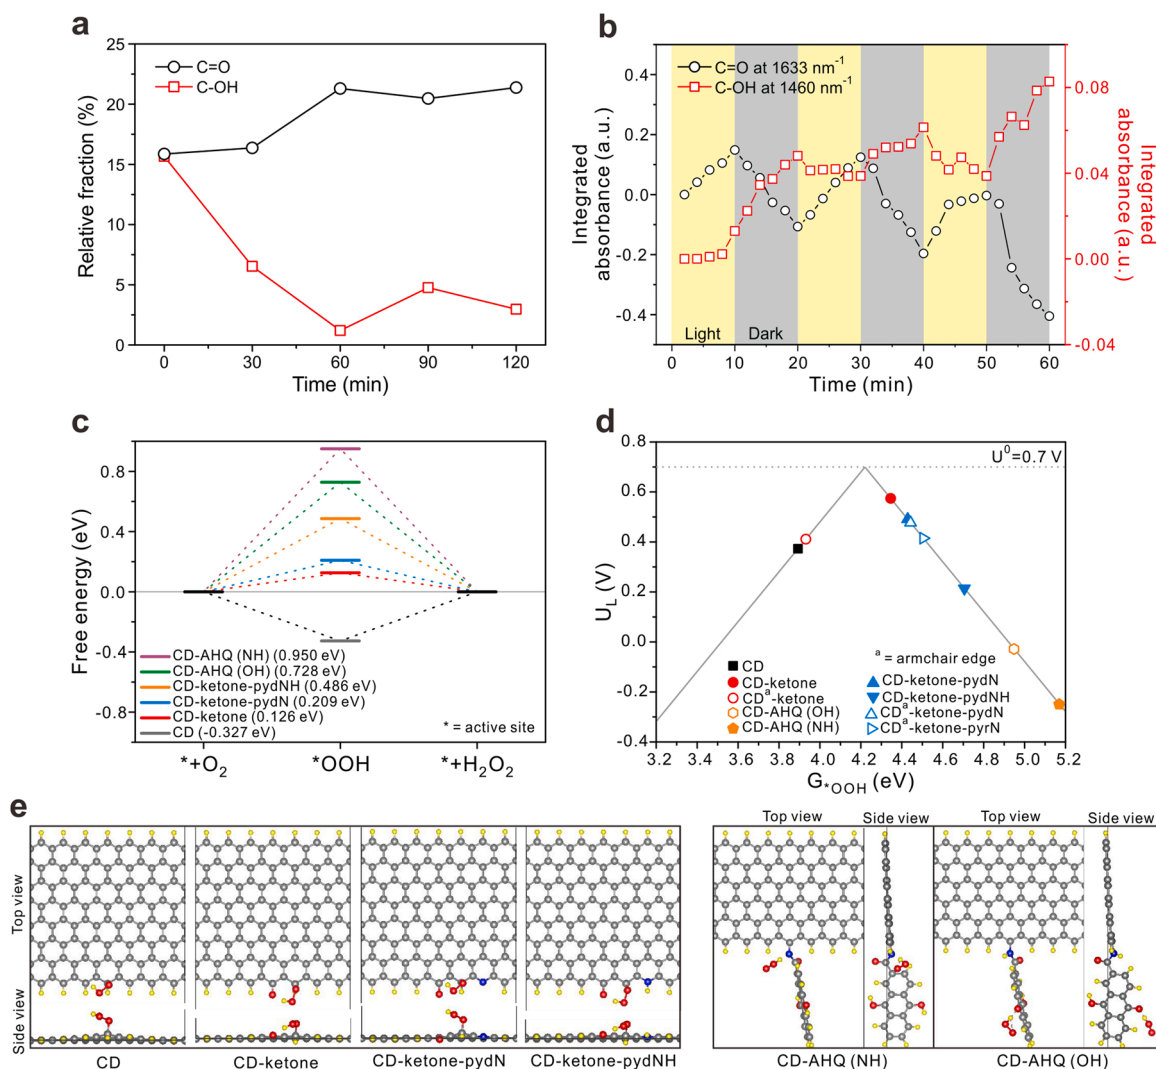 a
25
20
15
10
5
0
Relative fraction (%)
C=O
C-OH
0 30 60 90 120
Time (min)
b
0.4
0.2
0.0
-0.2
-0.4
Integrated
absorbance (a.u.)
C=O at 1633 nm⁻¹
C-OH at 1460 nm⁻¹
Light
Dark
0 10 20 30 40 50 60
Time (min)
0.08
0.04
0.00
-0.04
Integrated
absorbance (a.u.)
c
0.8
0.4
0.0
-0.4
-0.8
Free energy (eV)
CD-AHQ (NH) (0.950 eV)
CD-AHQ (OH) (0.728 eV)
CD-ketone-pydNH (0.486 eV)
CD-ketone-pydN (0.209 eV)
CD-ketone (0.126 eV)
CD (-0.327 eV)
* = active site
*+O₂
*OOH
*+H₂O₂
d
0.8
0.6
0.4
0.2
0.0
-0.2
-0.4
U_L (V)
U⁰=0.7 V
ᵃ = armchair edge
CD
CD-ketone
CDᵃ-ketone
CD-AHQ (OH)
CD-AHQ (NH)
CD-ketone-pydN
CD-ketone-pydNH
CDᵃ-ketone-pydN
CDᵃ-ketone-pyrN
3.2 3.4 3.6 3.8 4.0 4.2 4.4 4.6 4.8 5.0 5.2
G*OOH (eV)
e
Top view
Side view
CD
CD-ketone
CD-ketone-pydN
CD-ketone-pydNH
Top view
Side view
Top view
Side view
CD-AHQ (NH)
CD-AHQ (OH)